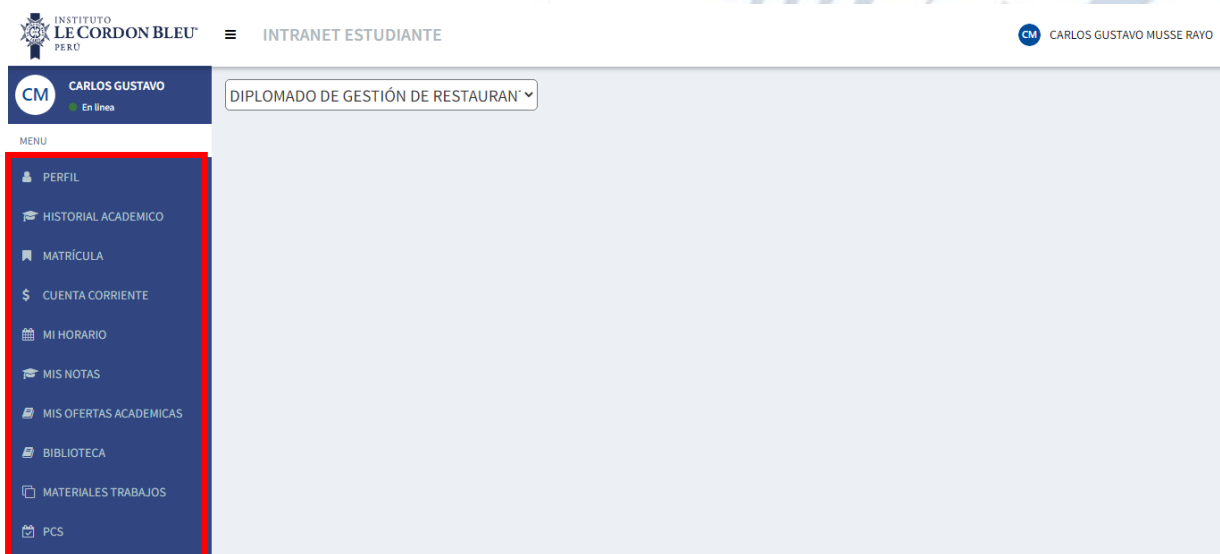 INSTITUTO
LE CORDON BLEU®
PERÚ
INTRANET ESTUDIANTE
CM CARLOS GUSTAVO MUSSE RAYO
CM
CARLOS GUSTAVO
En linea
DIPLOMADO DE GESTIÓN DE RESTAURAN
MENU
PERFIL
HISTORIAL ACADEMICO
MATRÍCULA
$ CUENTA CORRIENTE
MI HORARIO
MIS NOTAS
MIS OFERTAS ACADEMICAS
BIBLIOTECA
MATERIALES TRABAJOS
PCS